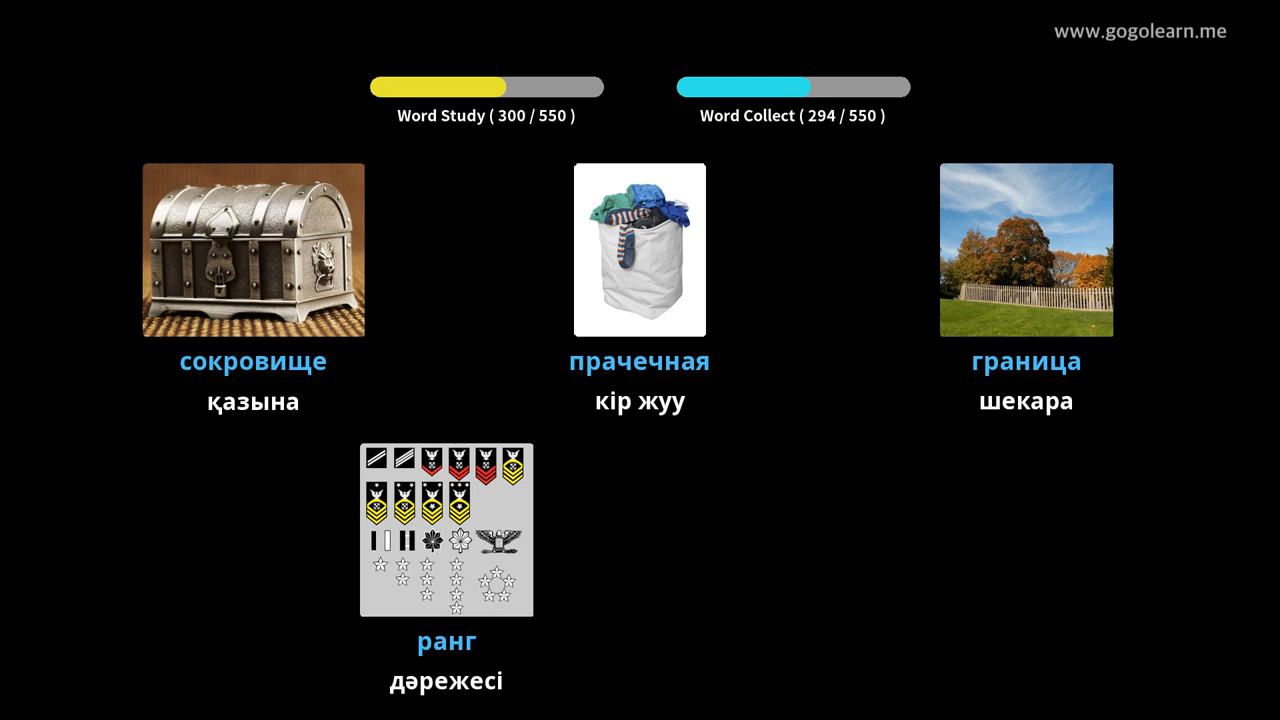 www.gogolearn.me
Word Study ( 300 / 550 )
Word Collect ( 294 / 550 )
сокровище
қазына
прачечная
кір жуу
граница
шекара
ранг
дәрежесі